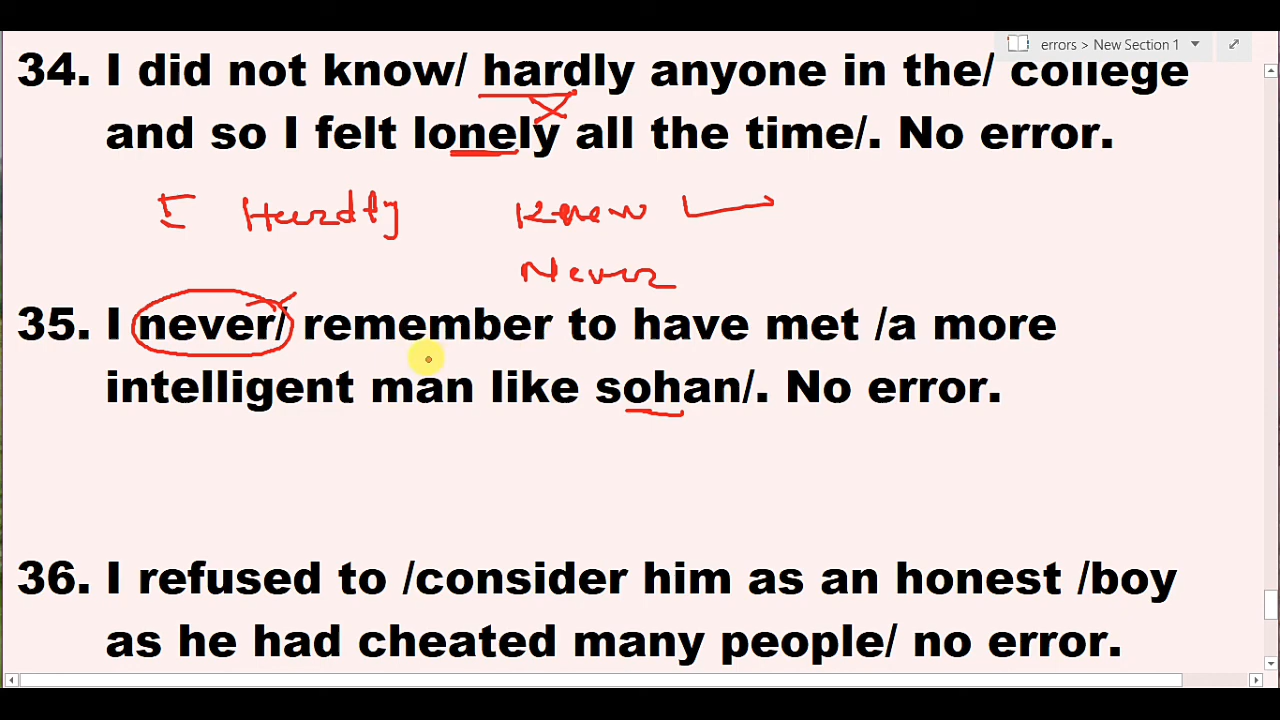 errors > New Section 1
34. I did not know/ hardly anyone in the/ college
and so I felt lonely all the time/. No error.
I Hardly Knew
Never
35. I never/ remember to have met /a more
intelligent man like sohan/. No error.
36. I refused to /consider him as an honest /boy
as he had cheated many people/ no error.